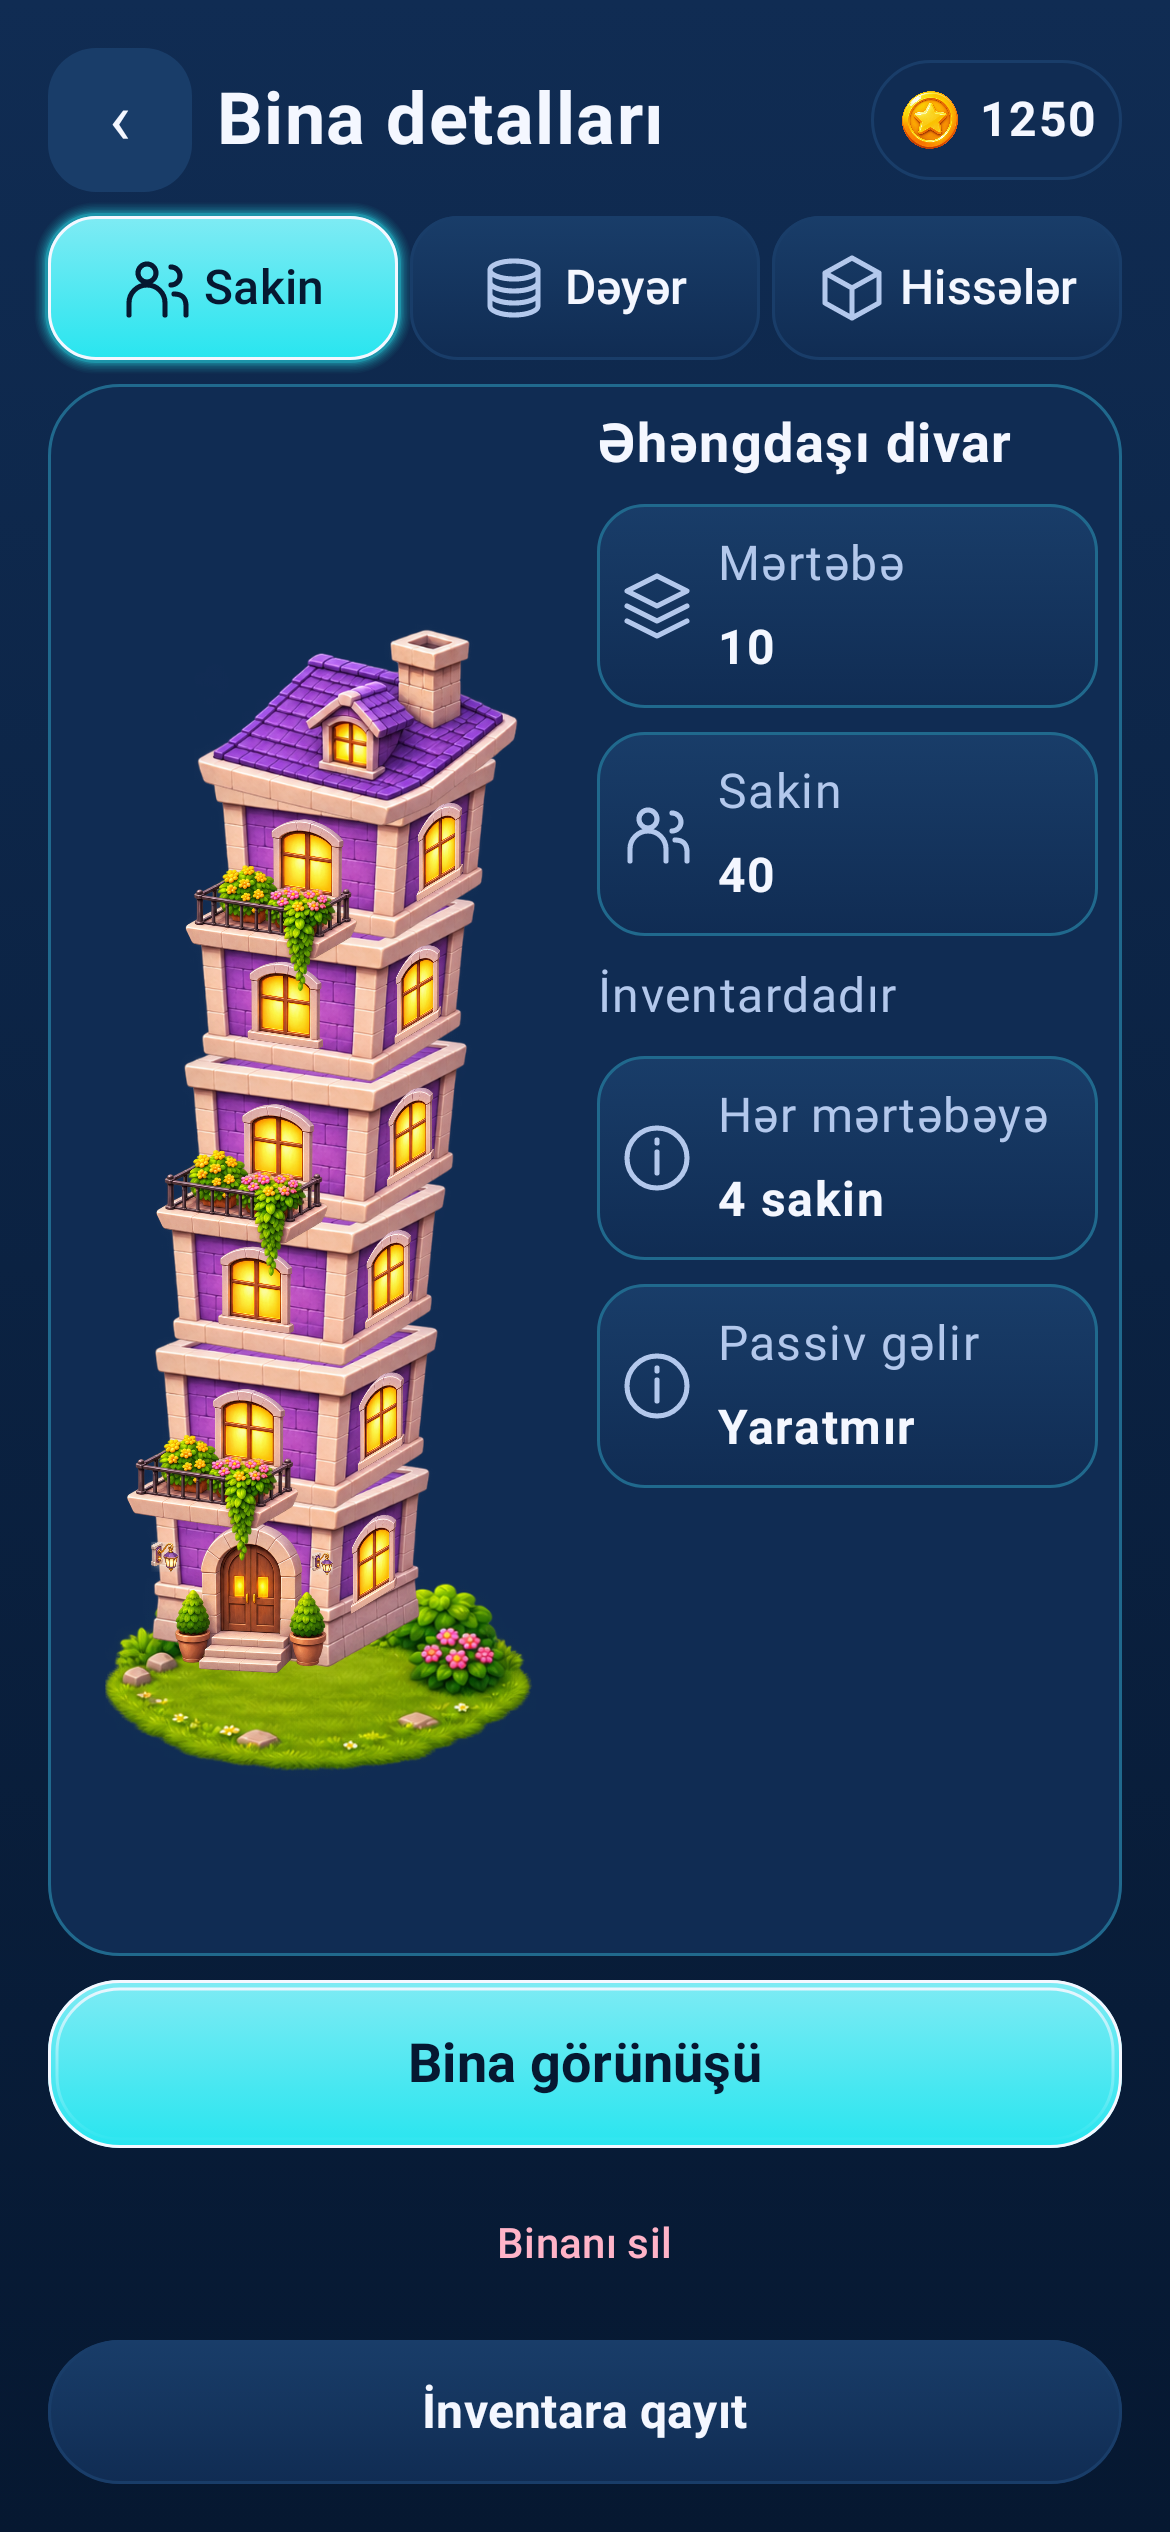 Bina detalları
1250
Sakin
Dəyər
Hissələr
Əhəngdaşı divar
Mərtəbə
10
Sakin
40
İnventardadır
Hər mərtəbəyə
4 sakin
Passiv gəlir
Yaratmır
Bina görünüşü
Binanı sil
İnventara qayıt